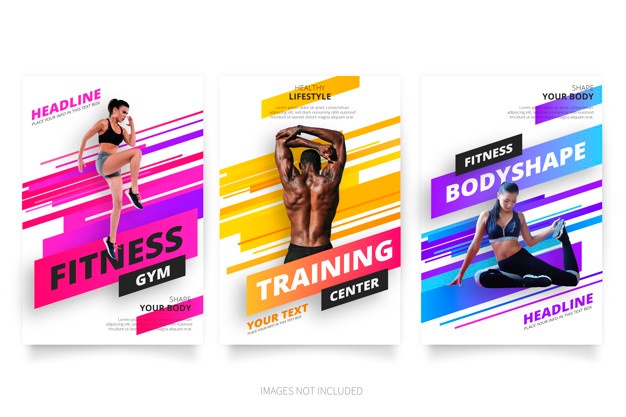 HEADLINE
PLACE YOUR INFO IN THIS TEXT BOX
FITNESS
GYM
SHAPE
YOUR BODY
HEALTHY
LIFESTYLE
TRAINING
CENTER
YOUR TEXT
PLACE YOUR INFO IN THIS TEXT BOX
SHAPE
YOUR BODY
FITNESS
BODYSHAPE
HEADLINE
PLACE YOUR INFO IN THIS TEXT BOX
IMAGES NOT INCLUDED